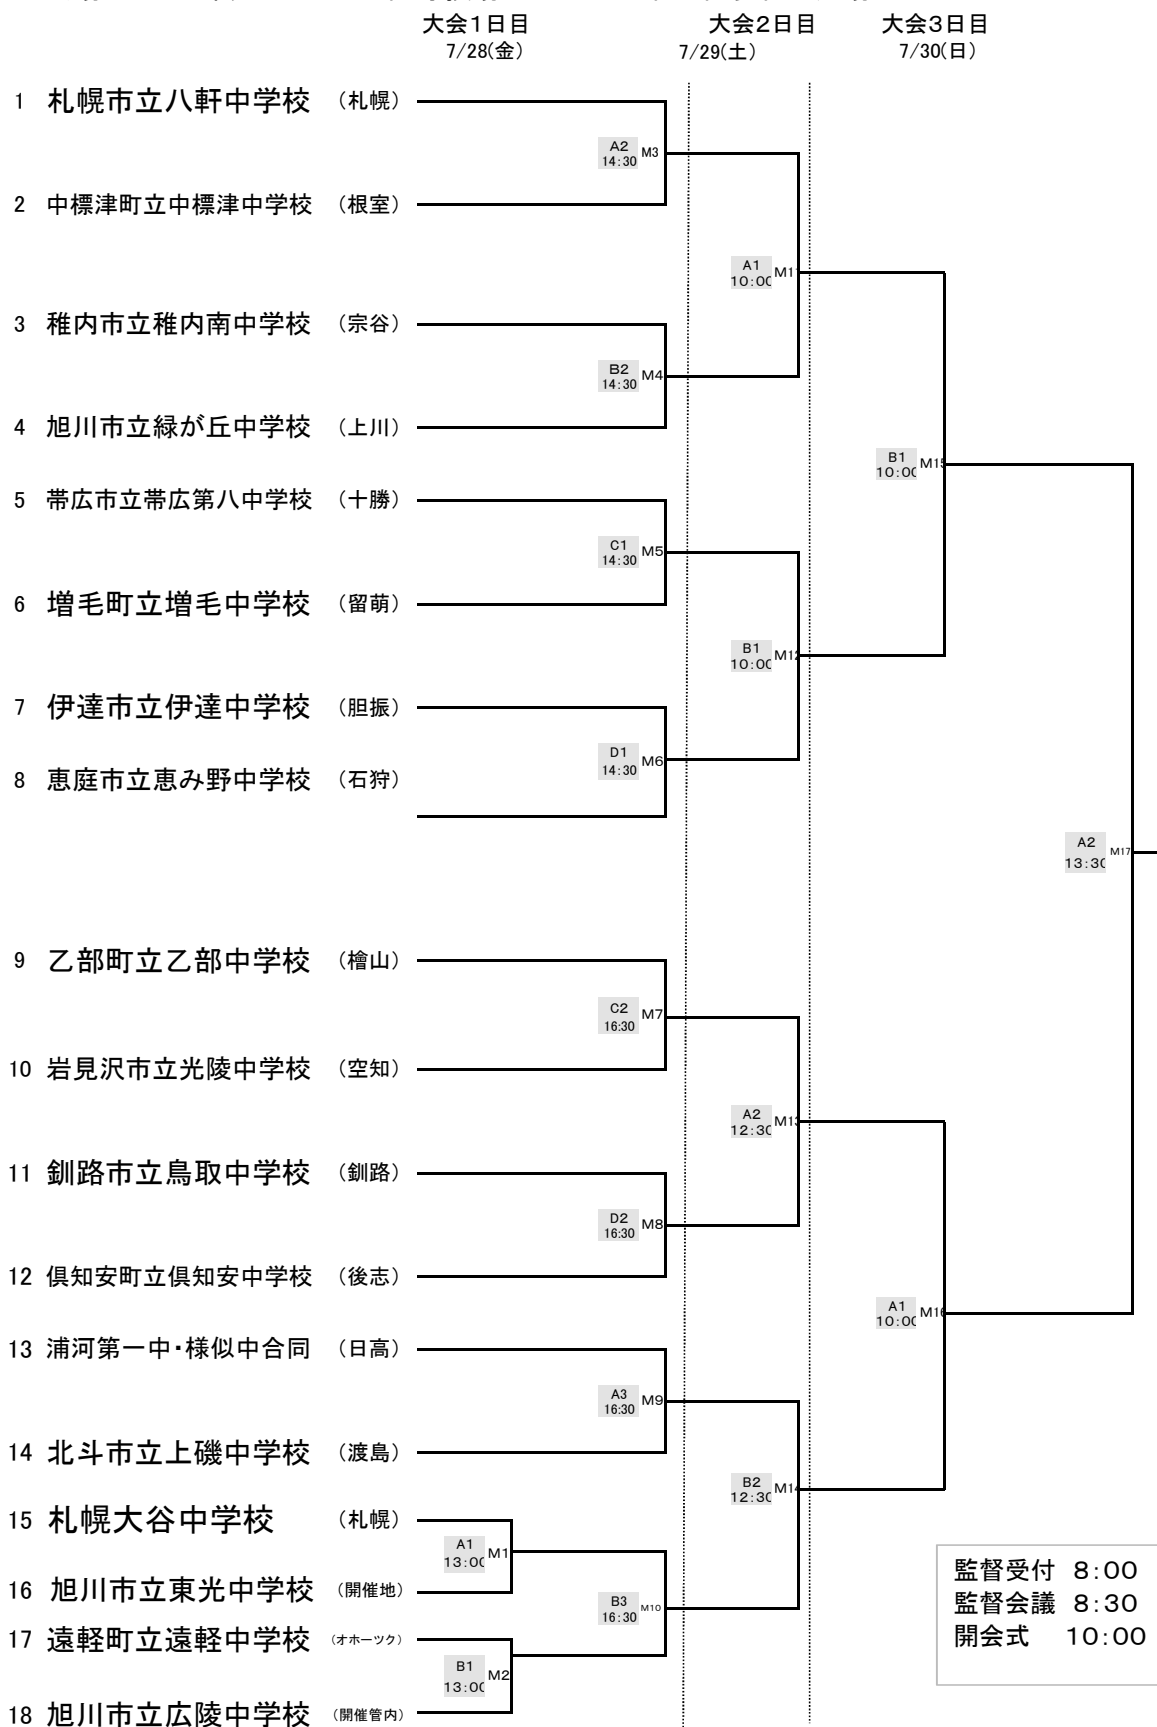 大会1日目 大会2日目 大会3日目
7/28(金) 7/29(土) 7/30(日)
1 札幌市立八軒中学校 (札幌)
A2 M3
14:30
2 中標津町立中標津中学校 (根室)
A1 M11
10:00
3 稚内市立稚内南中学校 (宗谷)
B2 M4
14:30
4 旭川市立緑が丘中学校 (上川)
B1 M15
10:00
5 帯広市立帯広第八中学校 (十勝)
C1 M5
14:30
6 増毛町立増毛中学校 (留萌)
B1 M12
10:00
7 伊達市立伊達中学校 (胆振)
D1 M6
14:30
8 恵庭市立恵み野中学校 (石狩)
A2 M17
13:30
9 乙部町立乙部中学校 (檜山)
C2 M7
16:30
10 岩見沢市立光陵中学校 (空知)
A2 M13
12:30
11 釧路市立鳥取中学校 (釧路)
D2 M8
16:30
12 倶知安町立倶知安中学校 (後志)
A1 M16
10:00
13 浦河第一中・様似中合同 (日高)
A3 M9
16:30
14 北斗市立上磯中学校 (渡島)
B2 M14
12:30
15 札幌大谷中学校 (札幌)
A1 M1
13:00
16 旭川市立東光中学校 (開催地)
B3 M10
16:30
17 遠軽町立遠軽中学校 (オホーツク)
B1 M2
13:00
18 旭川市立広陵中学校 (開催管内)
監督受付 8:00
監督会議 8:30
開会式 10:00